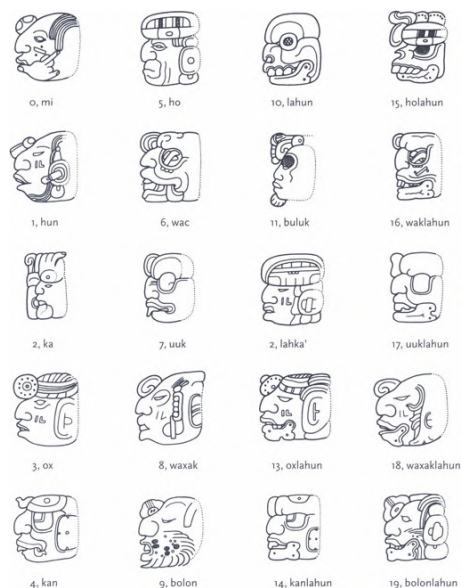 0, mi
5, ho
10, lahun
15, holahun
1, hun
6, wac
11, buluk
16, waklahun
2, ka
7, uuk
2, lahka'
17, uuklahun
3, ox
8, waxak
13, oxlahun
18, waxaklahun
4, kan
9, bolon
14, kanlahun
19, bolonlahun